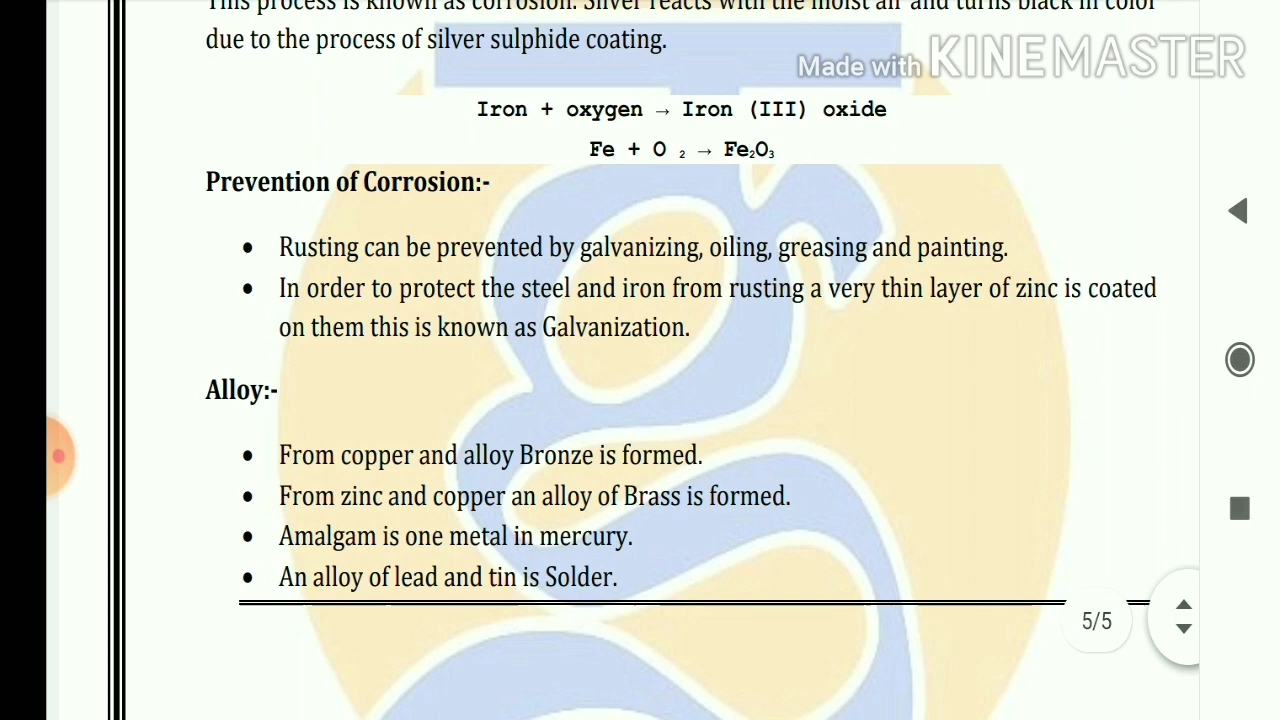 This process is known as corrosion. Silver reacts with the moist air and turns black in color
due to the process of silver sulphide coating.
Made with KINEMASTER
Iron + oxygen → Iron (III) oxide
Fe + O ₂ → Fe₂O₃
Prevention of Corrosion:-
• Rusting can be prevented by galvanizing, oiling, greasing and painting.
• In order to protect the steel and iron from rusting a very thin layer of zinc is coated
on them this is known as Galvanization.
Alloy:-
• From copper and alloy Bronze is formed.
• From zinc and copper an alloy of Brass is formed.
• Amalgam is one metal in mercury.
• An alloy of lead and tin is Solder.
5/5